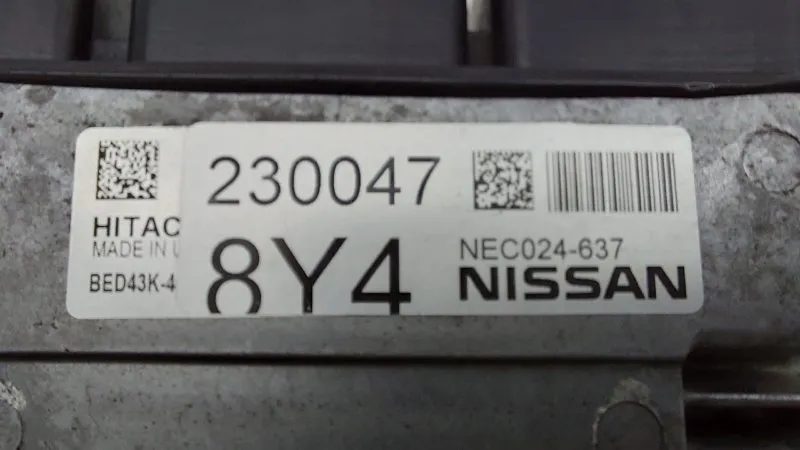 230047
HITAC
MADE IN U
BED43K-4
8Y4
NEC024-637
NISSAN